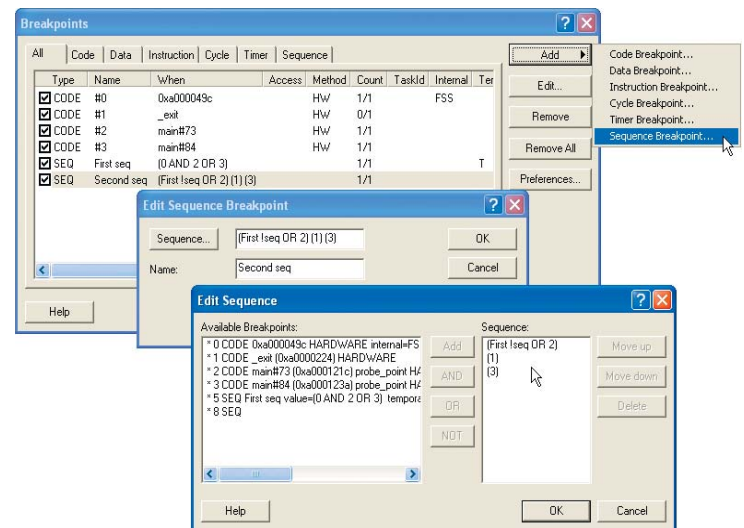 Breakpoints
All Code Data Instruction Cycle Timer Sequence
Type Name When Access Method Count TaskId Internal Ter
CODE #0 0xa000049c HW 1/1 FSS
CODE #1 _exit HW 0/1
CODE #2 main#73 HW 1/1
CODE #3 main#84 HW 1/1
SEQ First seq (0 AND 2 OR 3) 1/1 T
SEQ Second seq (First !seq OR 2) (1) (3) 1/1
Add
Edit...
Remove
Remove All
Preferences...
Help
Code Breakpoint...
Data Breakpoint...
Instruction Breakpoint...
Cycle Breakpoint...
Timer Breakpoint...
Sequence Breakpoint...
Edit Sequence Breakpoint
Sequence... (First !seq OR 2) (1) (3) OK
Name: Second seq Cancel
Edit Sequence
Available Breakpoints:
* 0 CODE 0xa000049c HARDWARE internal=FS
* 1 CODE _exit (0xa0000224) HARDWARE
* 2 CODE main#73 (0xa000121c) probe_point HA
* 3 CODE main#84 (0xa000123a) probe_point HA
* 5 SEQ First seq value=(0 AND 2 OR 3) tempora
* 8 SEQ
Add
AND
OR
NOT
Sequence:
(First !seq OR 2)
(1)
(3)
Move up
Move down
Delete
Help OK Cancel